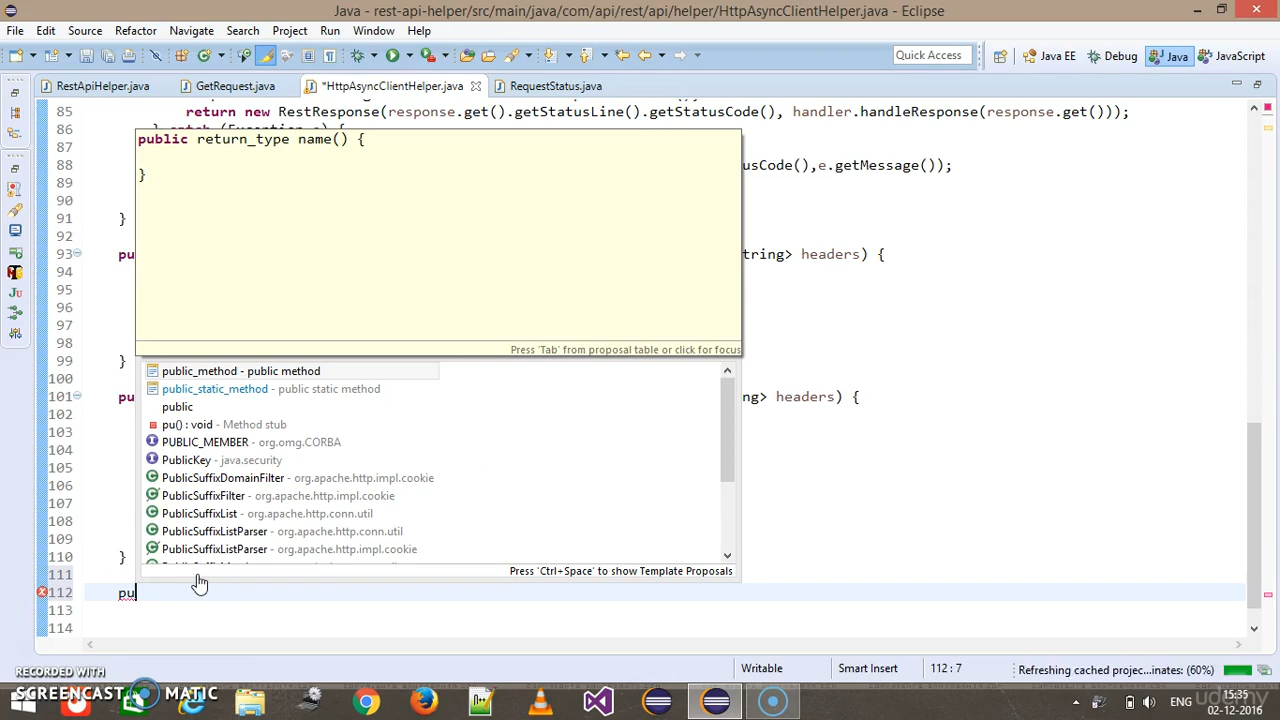 Java - rest-api-helper/src/main/java/com/api/rest/api/helper/HttpAsyncClientHelper.java - Eclipse
File Edit Source Refactor Navigate Search Project Run Window Help
Quick Access
Java EE
Debug
Java
JavaScript
RestApiHelper.java
GetRequest.java
*HttpAsyncClientHelper.java
RequestStatus.java
85 return new RestResponse(response.get().getStatusLine().getStatusCode(), handler.handleResponse(response.get()));
86 } catch (Exception e) {
87
88 usCode(),e.getMessage());
89
90
91 }
92
93 pu tring> headers) {
94
95
96
97
98
99 }
100
101 pu ng> headers) {
102
103
104
105
106
107
108
109
110 }
111
112 pu
113
114
public return_type name() {
}
Press 'Tab' from proposal table or click for focus
public_method - public method
public_static_method - public static method
public
pu() : void - Method stub
PUBLIC_MEMBER - org.omg.CORBA
PublicKey - java.security
PublicSuffixDomainFilter - org.apache.http.impl.cookie
PublicSuffixFilter - org.apache.http.impl.cookie
PublicSuffixList - org.apache.http.conn.util
PublicSuffixListParser - org.apache.http.conn.util
PublicSuffixListParser - org.apache.http.impl.cookie
Press 'Ctrl+Space' to show Template Proposals
Writable
Smart Insert
112 : 7
Refreshing cached projec...inates: (60%)
RECORDED WITH
SCREENCAST MATIC
ENG
15:35
02-12-2016
udemy